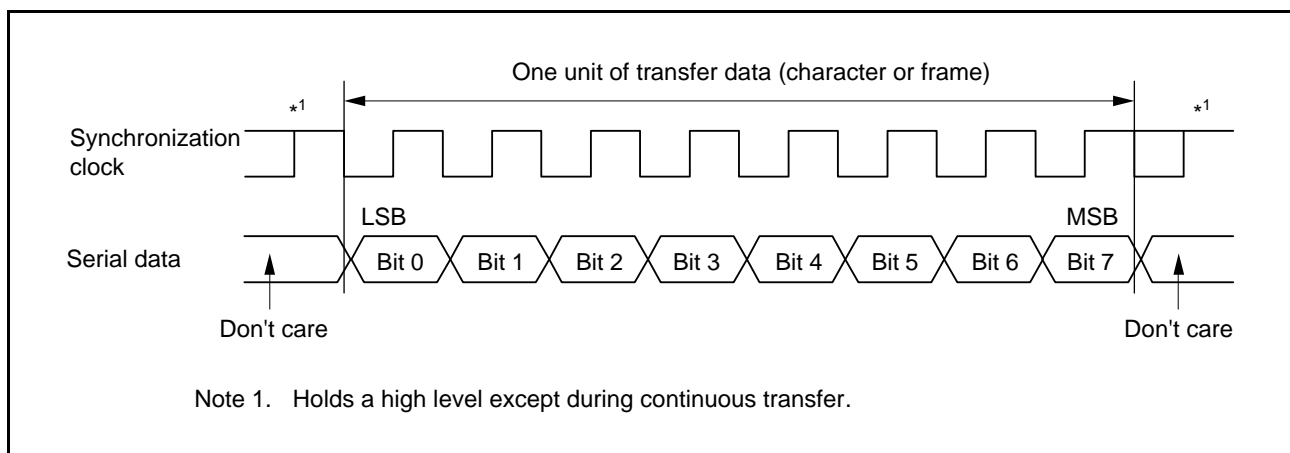 One unit of transfer data (character or frame)
*1
*1
Synchronization
clock
LSB
MSB
Serial data
Bit 0 Bit 1 Bit 2 Bit 3 Bit 4 Bit 5 Bit 6 Bit 7
Don't care
Don't care
Note 1. Holds a high level except during continuous transfer.